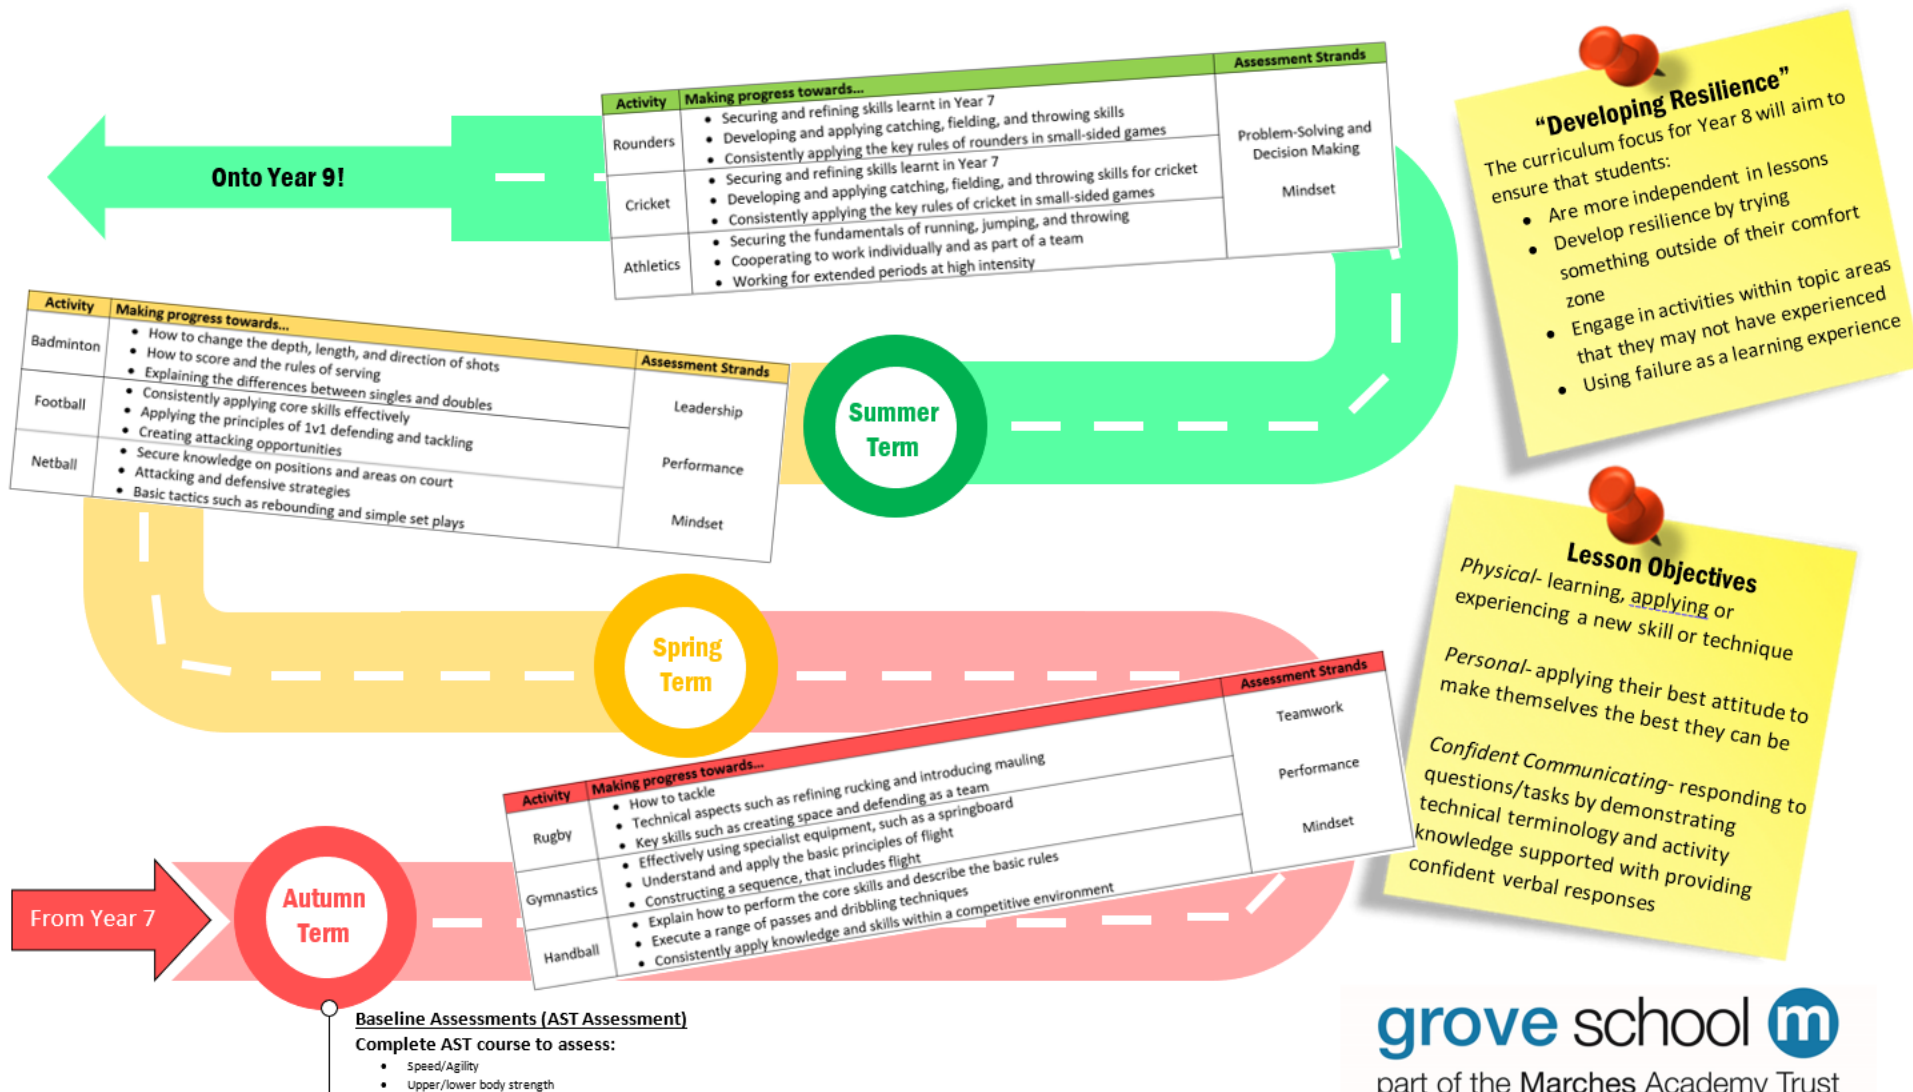 Activity
Making progress towards...
Assessment Strands
Rounders
• Securing and refining skills learnt in Year 7
• Developing and applying catching, fielding, and throwing skills
• Consistently applying the key rules of rounders in small-sided games
Cricket
• Securing and refining skills learnt in Year 7
• Developing and applying catching, fielding, and throwing skills for cricket
• Consistently applying the key rules of cricket in small-sided games
Athletics
• Securing the fundamentals of running, jumping, and throwing
• Cooperating to work individually and as part of a team
• Working for extended periods at high intensity
Problem-Solving and
Decision Making
Mindset
Onto Year 9!
"Developing Resilience"
The curriculum focus for Year 8 will aim to
ensure that students:
• Are more independent in lessons
• Develop resilience by trying
something outside of their comfort
zone
• Engage in activities within topic areas
that they may not have experienced
• Using failure as a learning experience
Activity
Making progress towards...
Assessment Strands
Badminton
• How to change the depth, length, and direction of shots
• How to score and the rules of serving
• Explaining the differences between singles and doubles
Football
• Consistently applying core skills effectively
• Applying the principles of 1v1 defending and tackling
• Creating attacking opportunities
Netball
• Secure knowledge on positions and areas on court
• Attacking and defensive strategies
• Basic tactics such as rebounding and simple set plays
Leadership
Performance
Mindset
Summer
Term
Lesson Objectives
Physical- learning, applying or
experiencing a new skill or technique
Personal- applying their best attitude to
make themselves the best they can be
Confident Communicating- responding to
questions/tasks by demonstrating
technical terminology and activity
knowledge supported with providing
confident verbal responses
Spring
Term
Activity
Making progress towards...
Assessment Strands
Rugby
• How to tackle
• Technical aspects such as refining rucking and introducing mauling
• Key skills such as creating space and defending as a team
Gymnastics
• Effectively using specialist equipment, such as a springboard
• Understand and apply the basic principles of flight
• Constructing a sequence, that includes flight
Handball
• Explain how to perform the core skills and describe the basic rules
• Execute a range of passes and dribbling techniques
• Consistently apply knowledge and skills within a competitive environment
Teamwork
Performance
Mindset
From Year 7
Autumn
Term
Baseline Assessments (AST Assessment)
Complete AST course to assess:
• Speed/Agility
• Upper/lower body strength
grove school m
part of the Marches Academy Trust